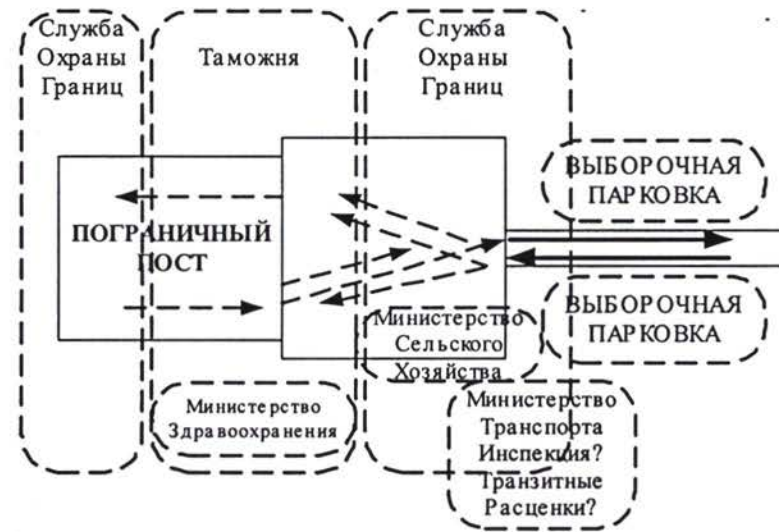 Служба
Охраны
Границ
Таможня
Служба
Охраны
Границ
ВЫБОРОЧНАЯ
ПАРКОВКА
ПОГРАНИЧНЫЙ
ПОСТ
ВЫБОРОЧНАЯ
ПАРКОВКА
Министерство
Сельского
Хозяйства
Министерство
Здравоохранения
Министерство
Транспорта
Инспекция?
Транзитные
Расценки?